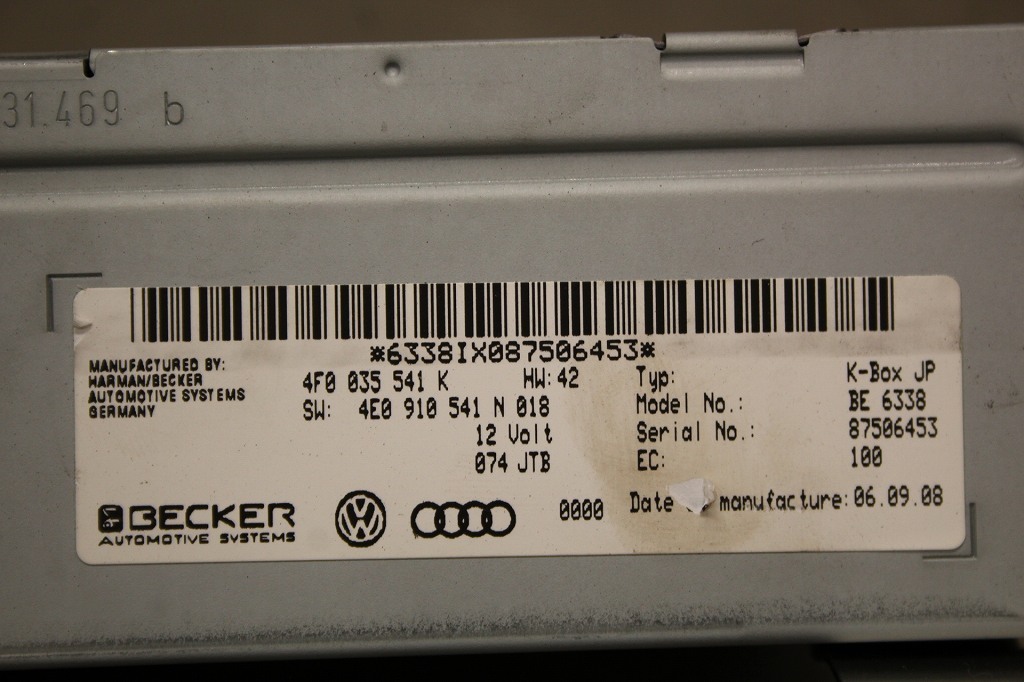 31.469 b
*6338IX087506453*
MANUFACTURED BY:
HARMAN/BECKER
AUTOMOTIVE SYSTEMS
GERMANY
4F0 035 541 K HW: 42
SW: 4E0 910 541 N 018
12 Volt
074 JTB
Typ: K-Box JP
Model No.: BE 6338
Serial No.: 87506453
EC: 100
BECKER
AUTOMOTIVE SYSTEMS
0000 Date manufacture: 06.09.08